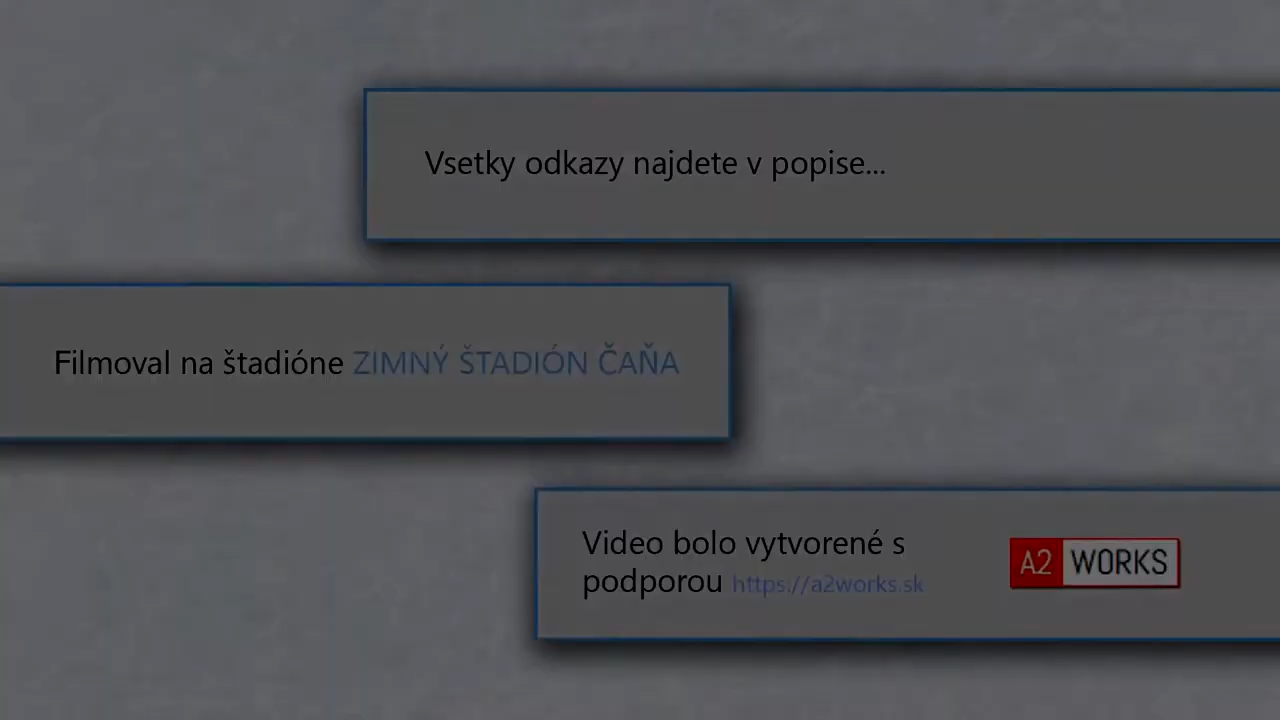 Vsetky odkazy najdete v popise...
Filmoval na štadióne ZIMNÝ ŠTADIÓN ČAŇA
Video bolo vytvorené s
podporou https://a2works.sk
A2 WORKS